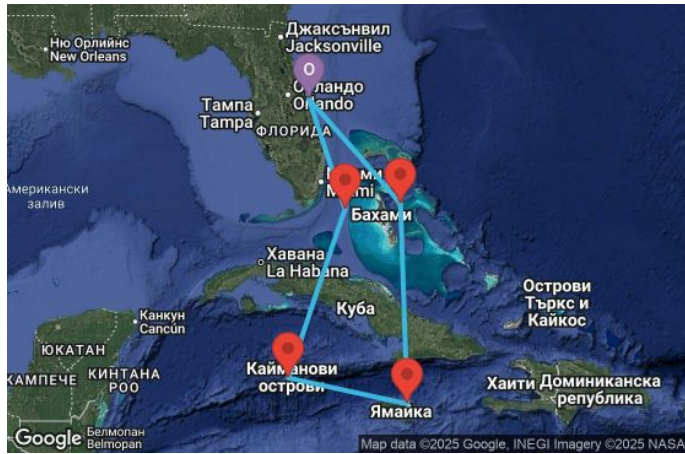 Ню Орлийнс
New Orleans
Джаксънвил
Jacksonville
O
Орландо
Orlando
Тампа
Tampa
ФЛОРИДА
Miami
Американски
залив
Бахами
Хавана
La Habana
Куба
Острови
Търкс и
Кайкос
Канкун
Cancún
ЮКАТАН
КАМПЕЧЕ
КИНТАНА
РОО
Кайманови
острови
Ямайка
Хаити
Доминиканска
република
Белмопан
Belmopan
Google
Map data ©2025 Google, INEGI Imagery ©2025 NASA